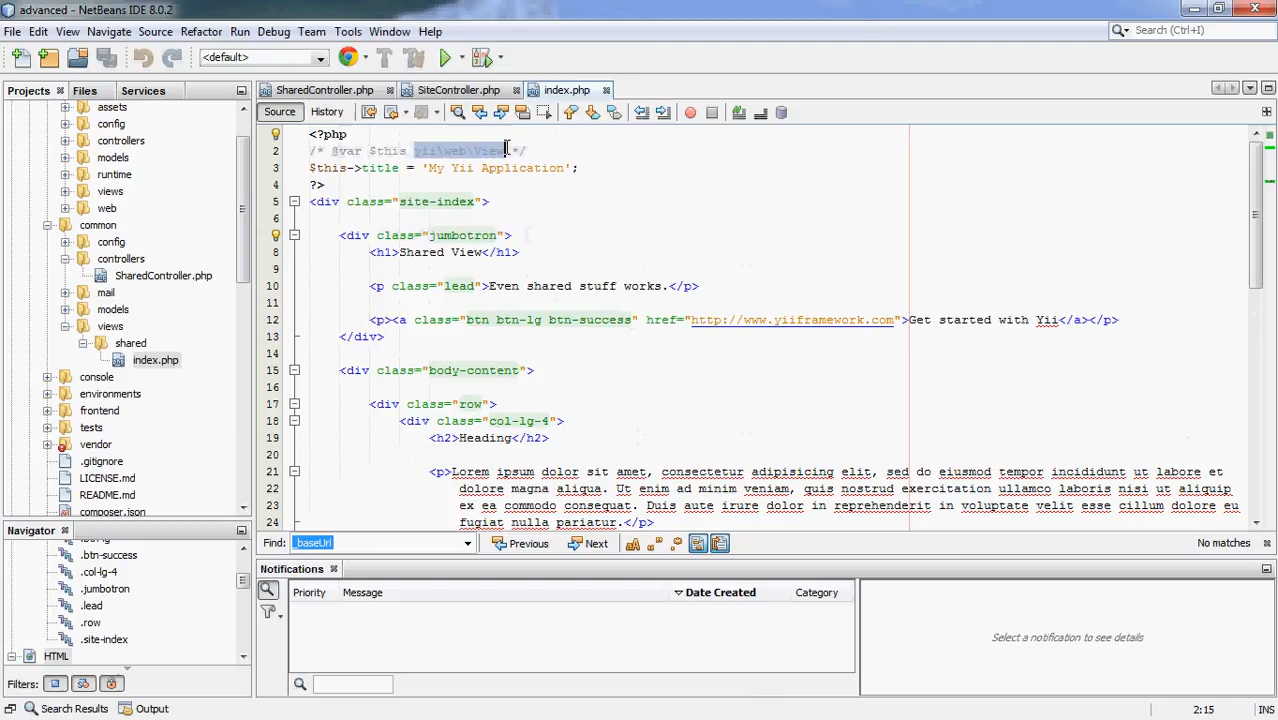 advanced - NetBeans IDE 8.0.2
File Edit View Navigate Source Refactor Run Debug Team Tools Window Help
Search (Ctrl+I)
<default>
Projects Files Services
SharedController.php SiteController.php index.php
Source History
assets
config
controllers
models
runtime
views
web
common
config
controllers
SharedController.php
mail
models
views
shared
index.php
console
environments
frontend
tests
vendor
.gitignore
LICENSE.md
README.md
composer.json
1 <?php
2 /* @var $this yii\web\View */
3 $this->title = 'My Yii Application';
4 ?>
5 <div class="site-index">
6
7 <div class="jumbotron">
8 <h1>Shared View</h1>
9
10 <p class="lead">Even shared stuff works.</p>
11
12 <p><a class="btn btn-lg btn-success" href="http://www.yiiframework.com">Get started with Yii</a></p>
13 </div>
14
15 <div class="body-content">
16
17 <div class="row">
18 <div class="col-lg-4">
19 <h2>Heading</h2>
20
21 <p>Lorem ipsum dolor sit amet, consectetur adipisicing elit, sed do eiusmod tempor incididunt ut labore et
22 dolore magna aliqua. Ut enim ad minim veniam, quis nostrud exercitation ullamco laboris nisi ut aliquip
23 ex ea commodo consequat. Duis aute irure dolor in reprehenderit in voluptate velit esse cillum dolore eu
24 fugiat nulla pariatur.</p>
Find: _baseUrl Previous Next No matches
Navigator
.btn-success
.col-lg-4
.jumbotron
.lead
.row
.site-index
HTML
Filters:
Notifications
Priority Message Date Created Category
Select a notification to see details
Search Results Output 2:15 INS